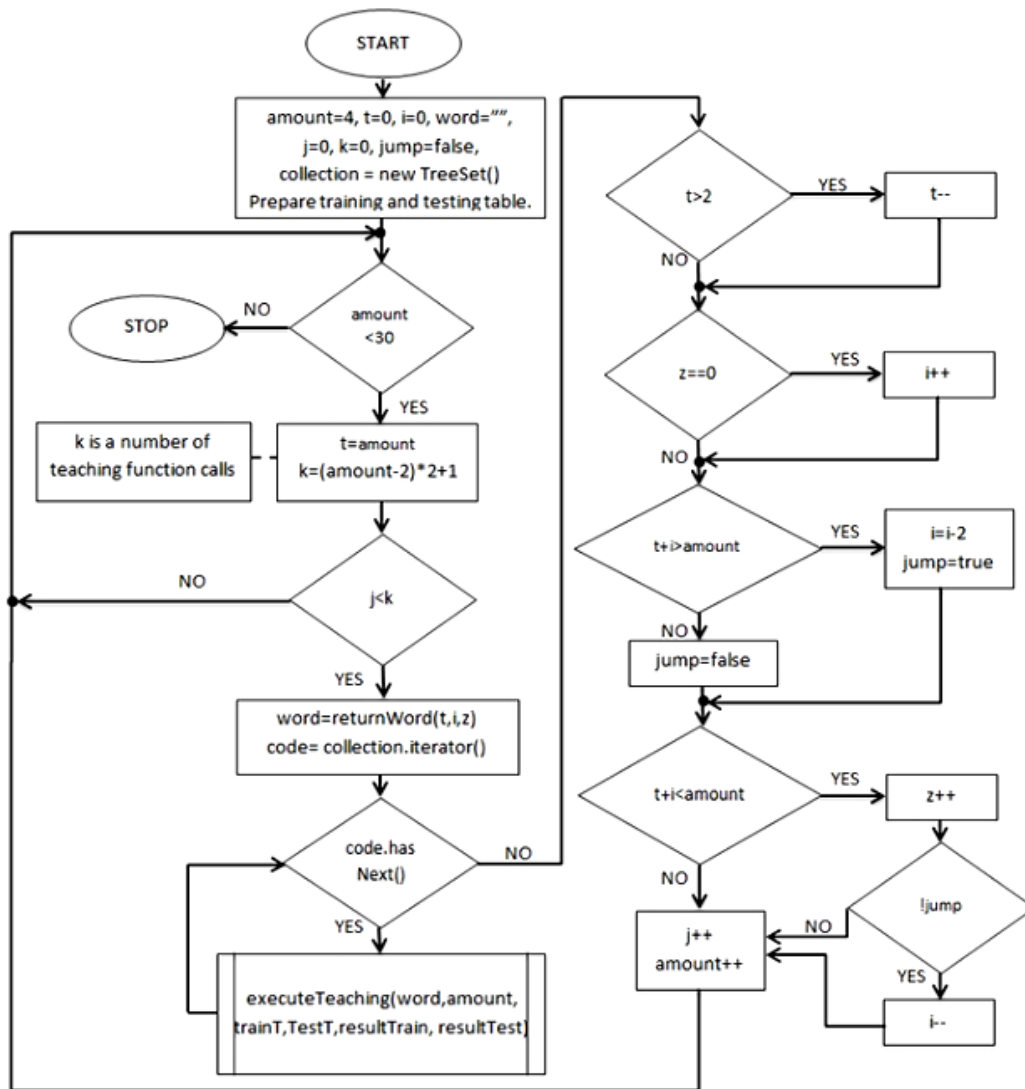 START
amount=4, t=0, i=0, word=””,
j=0, k=0, jump=false,
collection = new TreeSet()
Prepare training and testing table.
amount
<30
NO
STOP
YES
k is a number of
teaching function calls
t=amount
k=(amount-2)*2+1
j<k
NO
YES
word=returnWord(t,i,z)
code= collection.iterator()
code.has
Next()
NO
YES
executeTeaching(word,amount,
trainT,TestT,resultTrain, resultTest]
t>2
YES
t--
NO
z==0
YES
i++
NO
t+i>amount
YES
i=i-2
jump=true
NO
jump=false
t+i<amount
YES
z++
NO
!jump
NO
YES
i--
j++
amount++